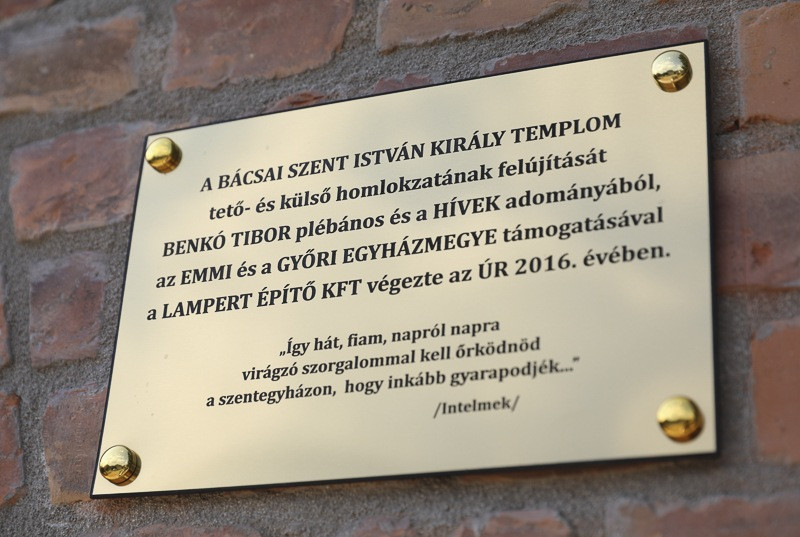 A BÁCSAI SZENT ISTVÁN KIRÁLY TEMPLOM
tető- és külső homlokzatának felújítását
BENKÓ TIBOR plébános és a HÍVEK adományából,
az EMMI és a GYŐRI EGYHÁZMEGYE támogatásával
a LAMPERT ÉPÍTŐ KFT végezte az ÚR 2016. évében.
„Így hát, fiam, napról napra
virágzó szorgalommal kell őrködnöd
a szentegyházon, hogy inkább gyarapodjék..."
/Intelmek/